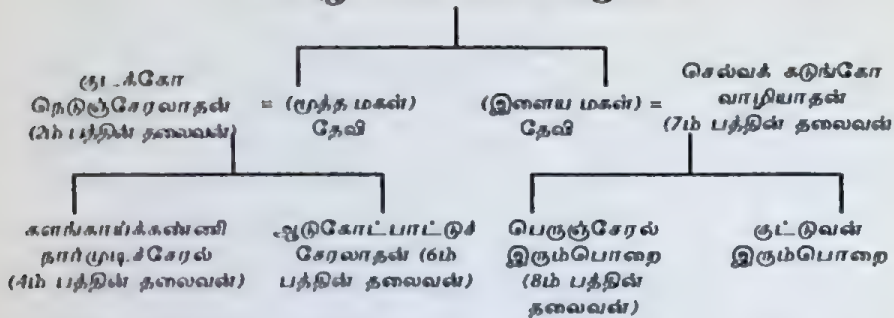 குடக்கோ
நெடுஞ்சேரலாதன்
(2ம் பத்தின் தலைவன்)
= (மூத்த மகள்)
தேவி
(இளைய மகள்) =
தேவி
செல்வக் கடுங்கோ
வாழியாதன்
(7ம் பத்தின் தலைவன்
களங்காய்க்கண்ணி
நார்முடிச்சேரல்
(4ம் பத்தின் தலைவன்)
ஆடுகோட்பாட்டுச்
சேரலாதன் (6ம்
பத்தின் தலைவன்)
பெருஞ்சேரல்
இரும்பொறை
(8ம் பத்தின்
தலைவன்)
குட்டுவன்
இரும்பொறை